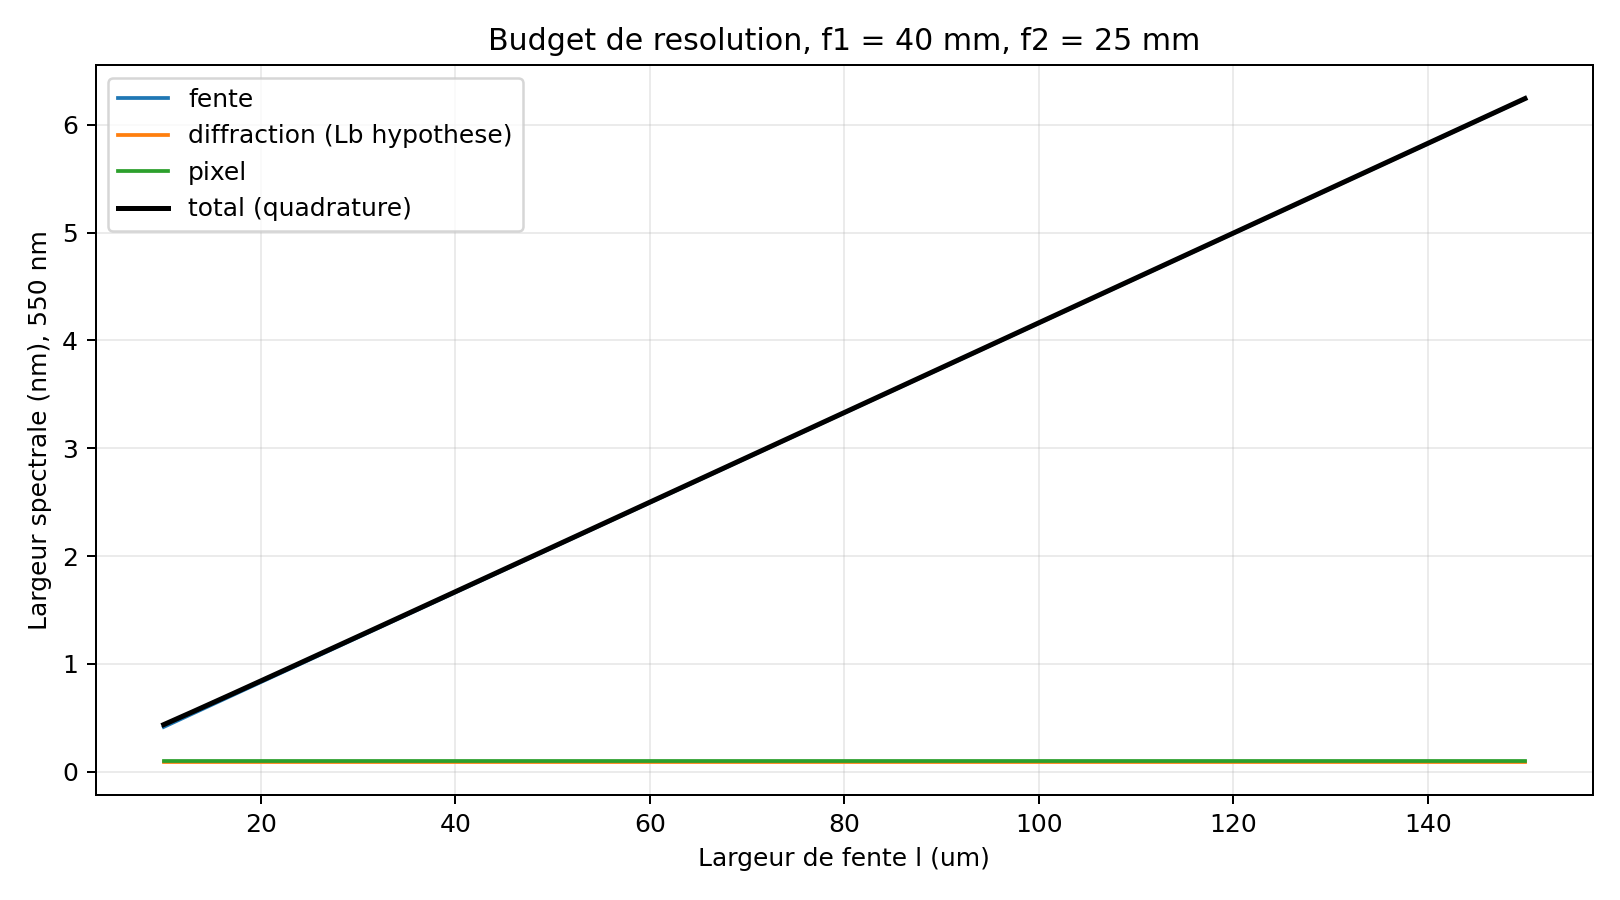 Budget de resolution, f1 = 40 mm, f2 = 25 mm
fente
diffraction (Lb hypothese)
pixel
total (quadrature)
Largeur spectrale (nm), 550 nm
6
5
4
3
2
1
0
20 40 60 80 100 120 140
Largeur de fente l (um)